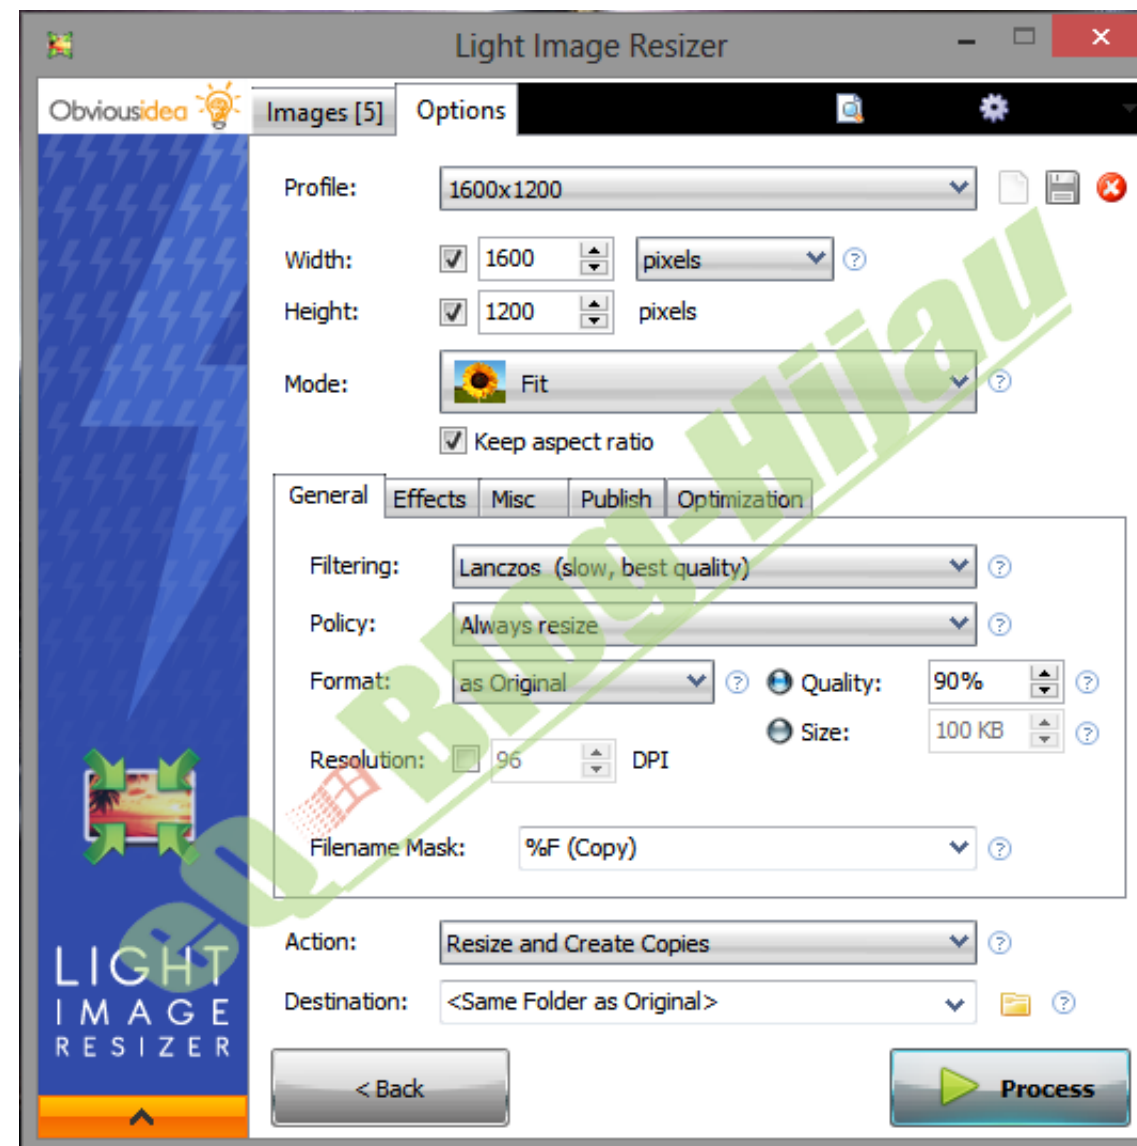 Light Image Resizer
Obviousidea
Images [5] Options
Profile: 1600x1200
Width: 1600 pixels
Height: 1200 pixels
Mode: Fit
Keep aspect ratio
General Effects Misc Publish Optimization
Filtering: Lanczos (slow, best quality)
Policy: Always resize
Format: as Original Quality: 90%
Size: 100 KB
Resolution: 96 DPI
Filename Mask: %F (Copy)
Action: Resize and Create Copies
Destination: <Same Folder as Original>
< Back Process
LIGHT
IMAGE
RESIZER
Blog-Hijau